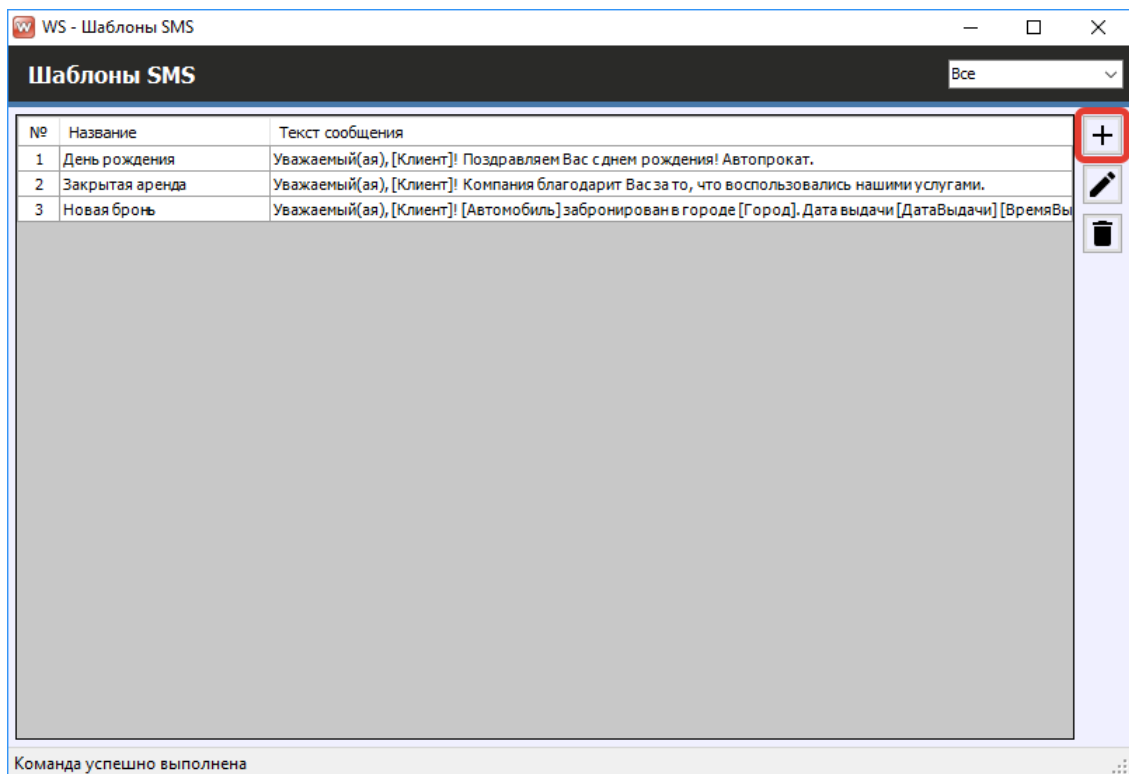 WS - Шаблоны SMS
Шаблоны SMS
Все
№ Название Текст сообщения
1 День рождения Уважаемый(ая), [Клиент]! Поздравляем Вас с днем рождения! Автопрокат.
2 Закрытая аренда Уважаемый(ая), [Клиент]! Компания благодарит Вас за то, что воспользовались нашими услугами.
3 Новая бронь Уважаемый(ая), [Клиент]! [Автомобиль] забронирован в городе [Город]. Дата выдачи [ДатаВыдачи] [ВремяВы
Команда успешно выполнена